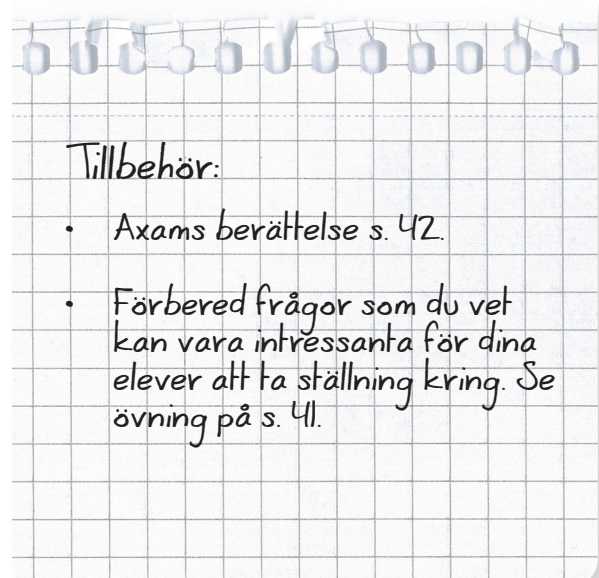 Tillbehör:
• Axams berättelse s. 42.
• Förbered frågor som du vet
kan vara intressanta för dina
elever att ta ställning kring. Se
övning på s. 41.